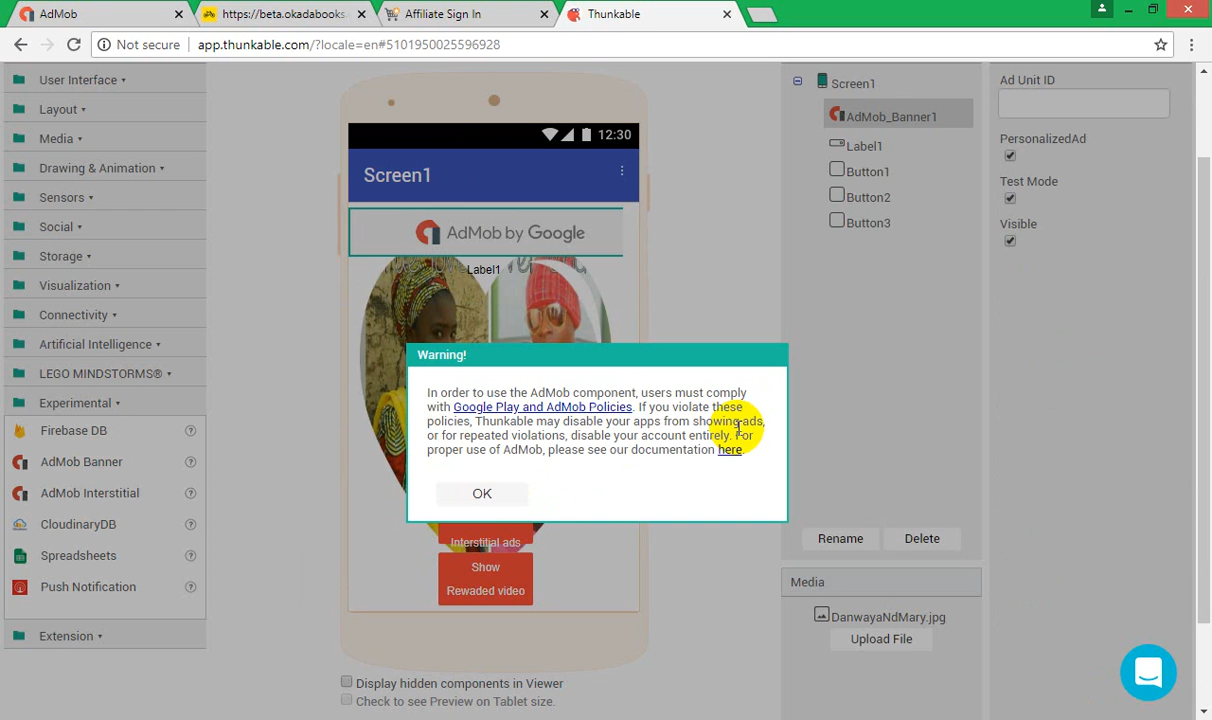 AdMob
https://beta.okadabooks.
Affiliate Sign In
Thunkable
Not secure
app.thunkable.com/?locale=en#5101950025596928
User Interface
Layout
Media
Drawing & Animation
Sensors
Social
Storage
Visualization
Connectivity
Artificial Intelligence
LEGO MINDSTORMS®
Experimental
Firebase DB
?
AdMob Banner
?
AdMob Interstitial
?
CloudinaryDB
?
Spreadsheets
?
Push Notification
?
Extension
12:30
Screen1
AdMob by Google
Label1
Warning!
In order to use the AdMob component, users must comply
with Google Play and AdMob Policies. If you violate these
policies, Thunkable may disable your apps from showing ads,
or for repeated violations, disable your account entirely. For
proper use of AdMob, please see our documentation here.
OK
Interstitial ads
Show
Rewaded video
Display hidden components in Viewer
Check to see Preview on Tablet size.
Screen1
AdMob_Banner1
Label1
Button1
Button2
Button3
Rename
Delete
Media
DanwayaNdMary.jpg
Upload File
Ad Unit ID
PersonalizedAd
Test Mode
Visible